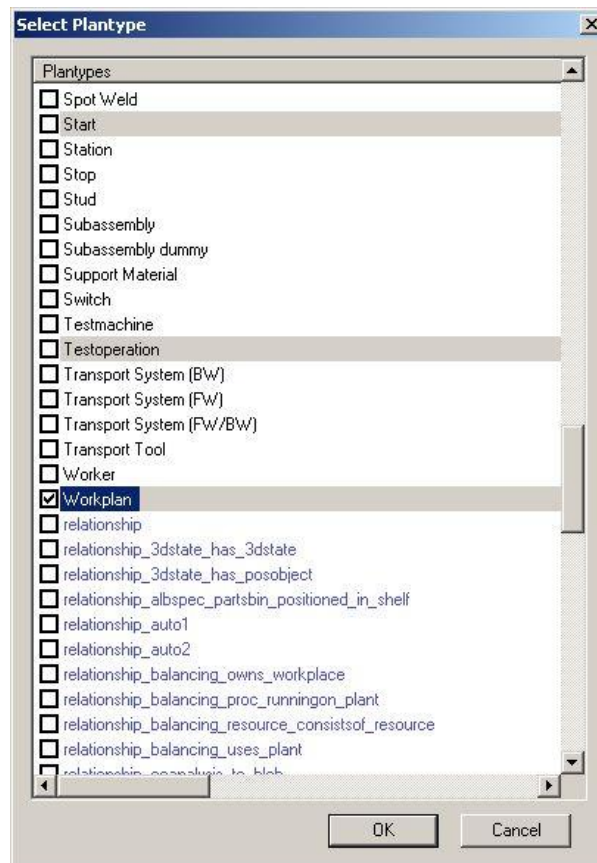 Select Plantype
Plantypes
Spot Weld
Start
Station
Stop
Stud
Subassembly
Subassembly dummy
Support Material
Switch
Testmachine
Testoperation
Transport System (BW)
Transport System (FW)
Transport System (FW/BW)
Transport Tool
Worker
Workplan
relationship
relationship_3dstate_has_3dstate
relationship_3dstate_has_posobject
relationship_albspec_partsbin_positioned_in_shelf
relationship_auto1
relationship_auto2
relationship_balancing_owns_workplace
relationship_balancing_proc_runningon_plant
relationship_balancing_resource_consistsof_resource
relationship_balancing_uses_plant
OK Cancel